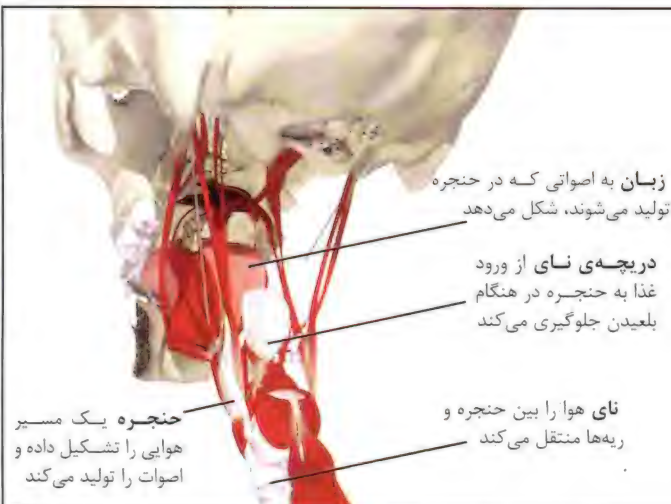 زبان به اصواتی که در حنجره
تولید می‌شوند، شکل می‌دهد
دریچه‌ی نای از ورود
غذا به حنجره در هنگام
بلعیدن جلوگیری می‌کند
نای هوا را بین حنجره و
ریه‌ها منتقل می‌کند
حنجره یک مسیر
هوایی را تشکیل داده و
اصوات را تولید می‌کند